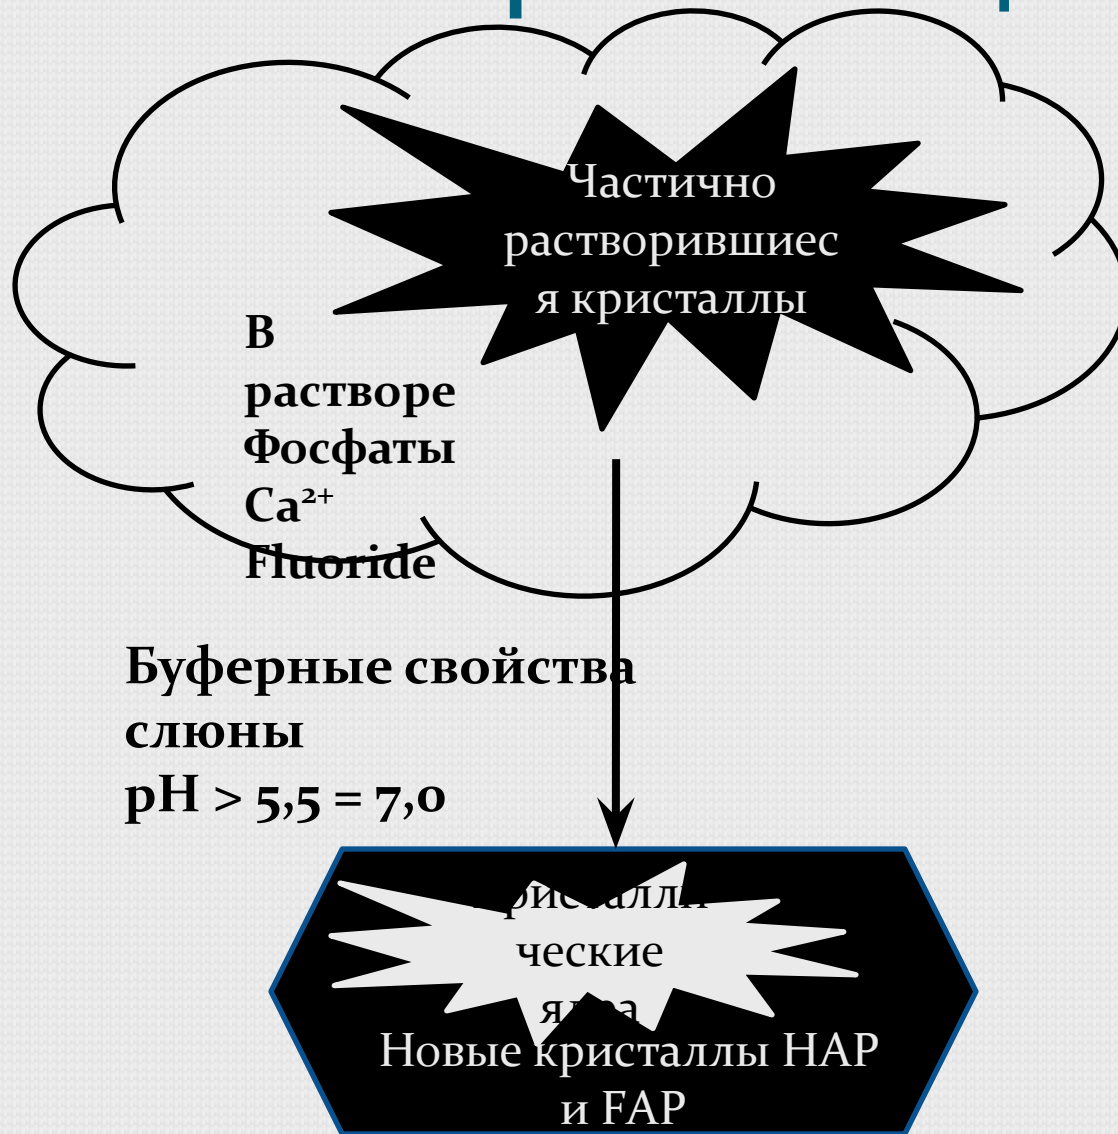 Частично
растворившиес
я кристаллы
В
растворе
Фосфаты
Ca²⁺
Fluoride
Буферные свойства
слюны
pH > 5,5 = 7,0
ческие
Новые кристаллы HAP
и FAP